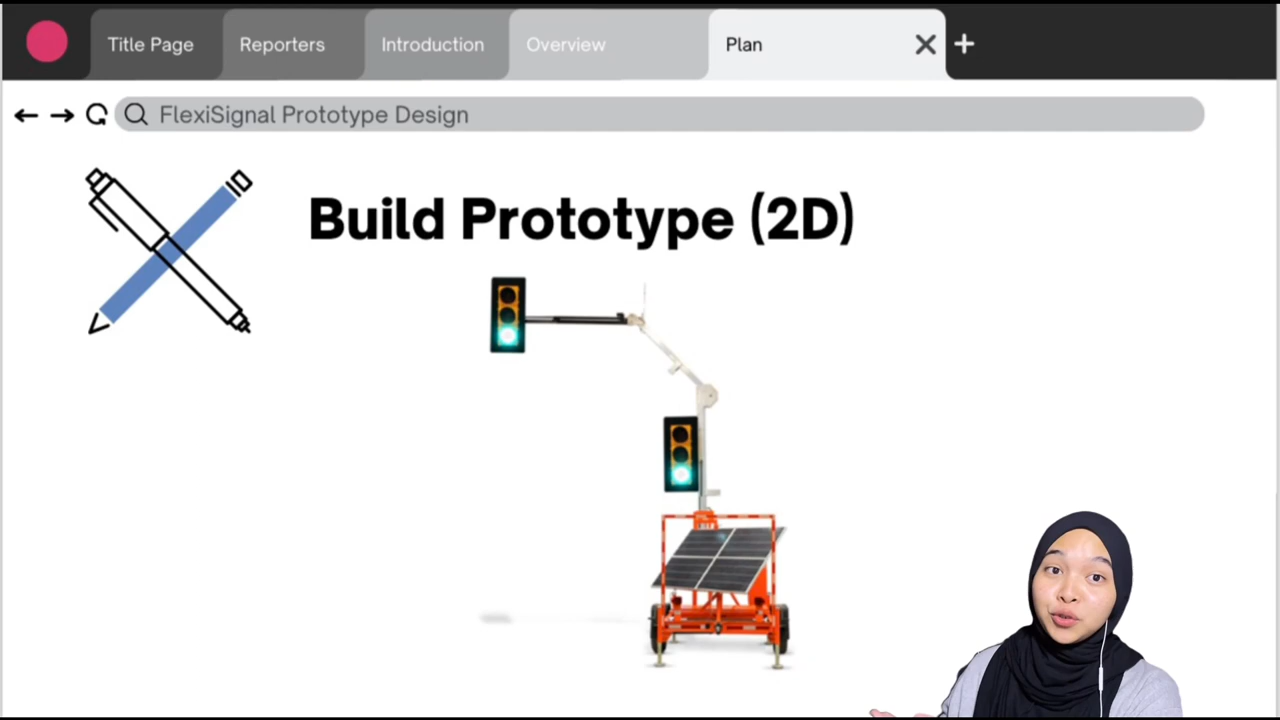 Title Page
Reporters
Introduction
Overview
Plan
FlexiSignal Prototype Design
Build Prototype (2D)